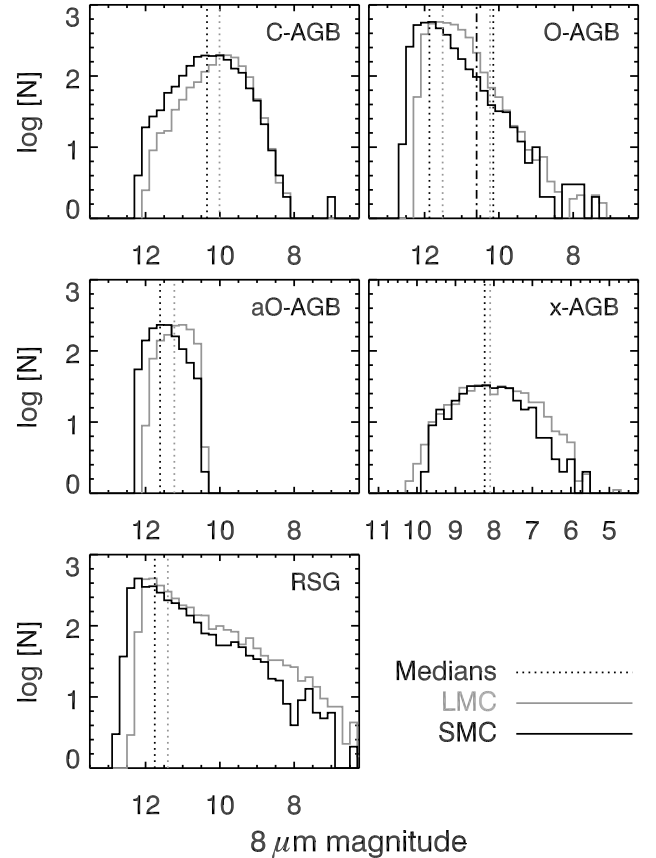 3
2
1
0
log [N]
C-AGB
12 10 8
O-AGB
12 10 8
3
2
1
0
log [N]
aO-AGB
12 10 8
x-AGB
11 10 9 8 7 6 5
3
2
1
0
log [N]
RSG
12 10 8
8 μm magnitude
Medians
LMC
SMC